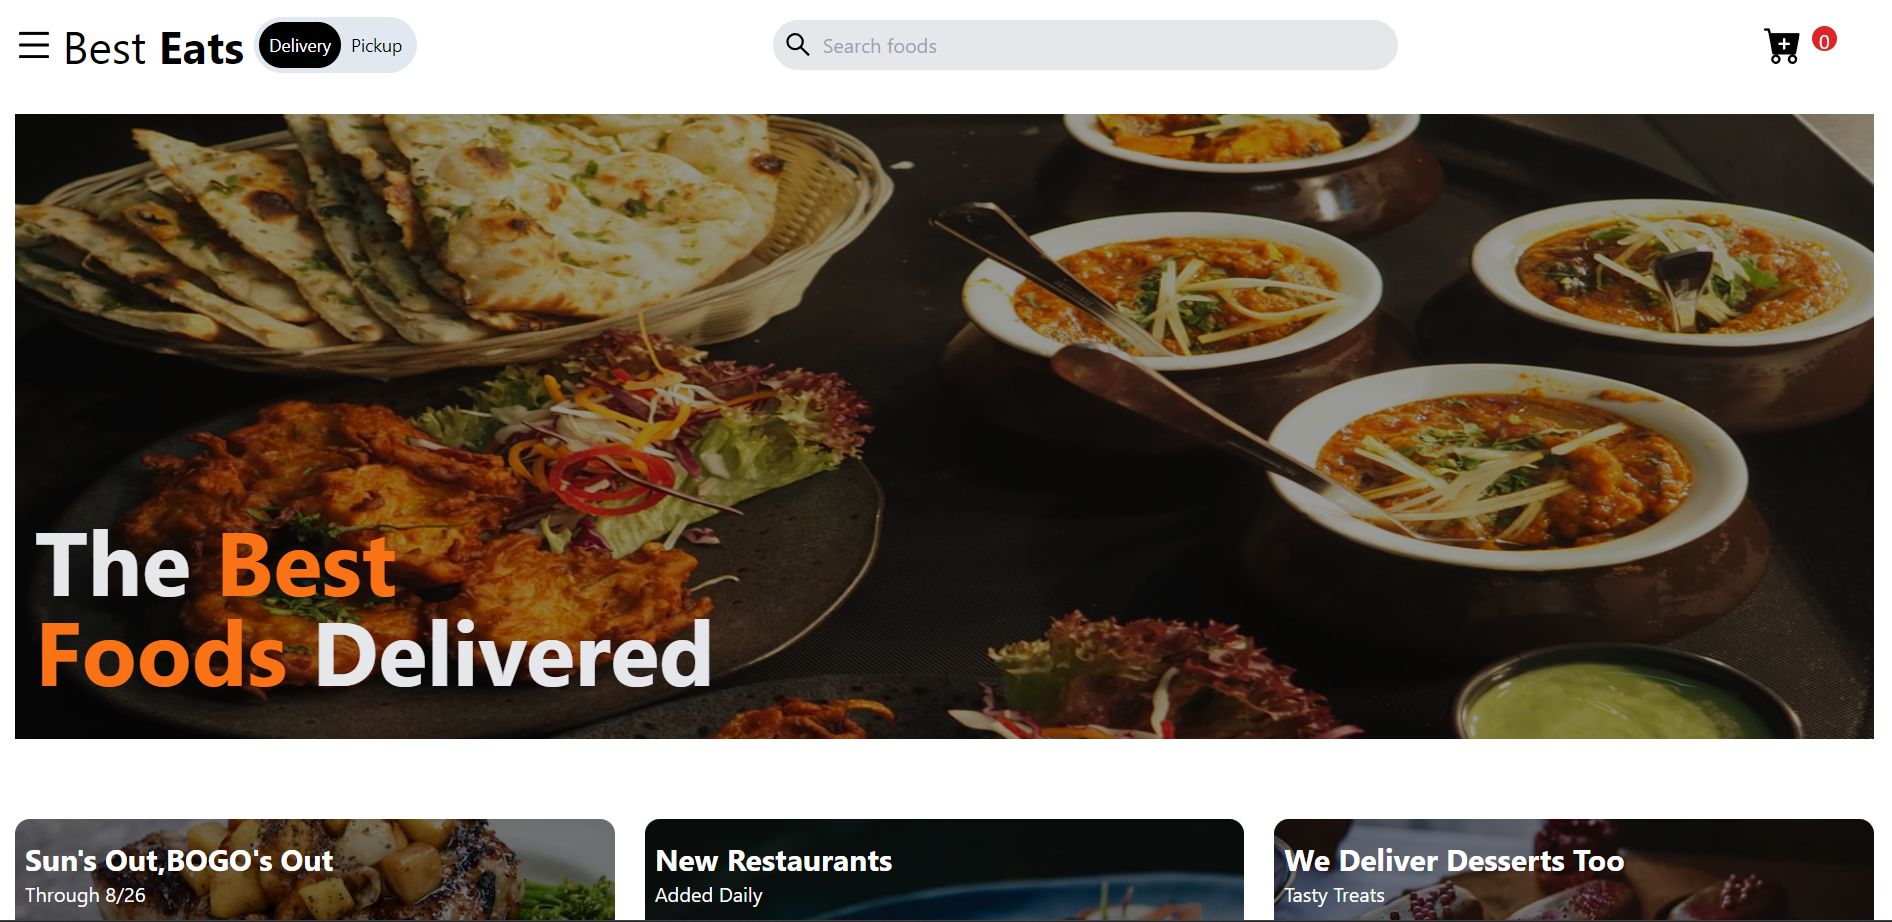 Best Eats
Delivery Pickup
Search foods
0
The Best
Foods Delivered
Sun's Out,BOGO's Out
Through 8/26
New Restaurants
Added Daily
We Deliver Desserts Too
Tasty Treats